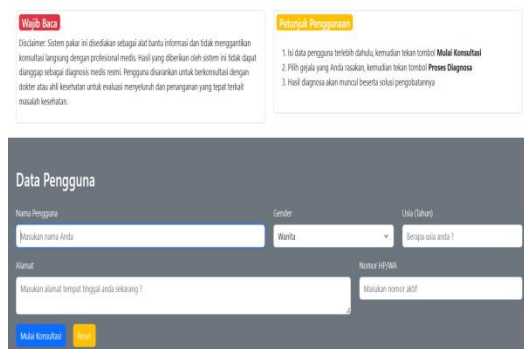 Wajib Baca
Disclaimer: Sistem pakar ini disediakan sebagai alat bantu informasi dan tidak menggantikan
konsultasi langsung dengan profesional medis. Hasil yang diberikan oleh sistem ini tidak dapat
dianggap sebagai diagnosis medis resmi. Pengguna disarankan untuk berkonsultasi dengan
dokter atau ahli kesehatan untuk evaluasi menyeluruh dan penanganan yang tepat terkait
masalah kesehatan.
Petunjuk Penggunaan
1. Isi data pengguna terlebih dahulu, kemudian tekan tombol Mulai Konsultasi
2. Pilih gejala yang Anda rasakan, kemudian tekan tombol Proses Diagnosa
3. Hasil diagnosa akan muncul beserta solusi pengobatannya
Data Pengguna
Nama Pengguna
Gender
Usia (Tahun)
Masukan nama Anda
Wanita
Berapa usia anda ?
Alamat
Nomor HP/WA
Masukan alamat tempat tinggal anda sekarang ?
Masukan nomor aktif
Mulai Konsultasi
Reset